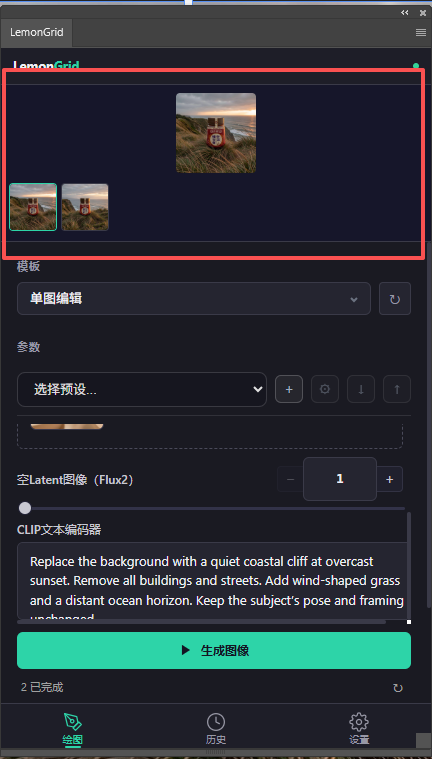 LemonGrid
LemonGrid
模板
单图编辑
参数
选择预设...
空Latent图像（Flux2）
1
CLIP文本编码器
Replace the background with a quiet coastal cliff at overcast
sunset. Remove all buildings and streets. Add wind-shaped grass
and a distant ocean horizon. Keep the subject's pose and framing
unchanged
生成图像
2 已完成
绘图
历史
设置